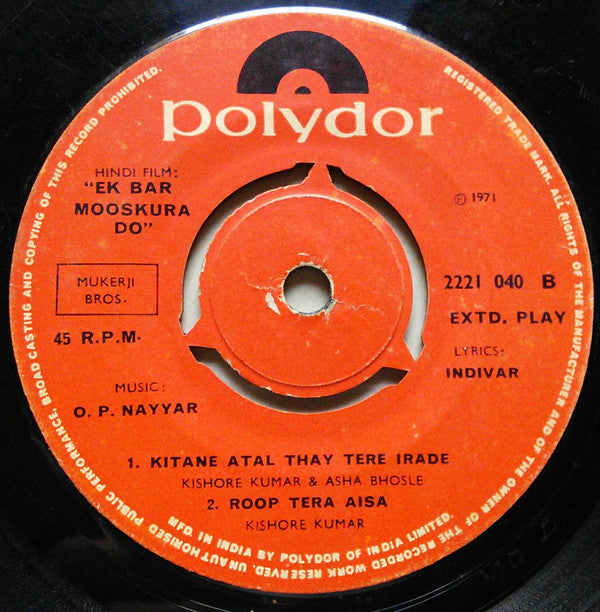 polydor
HINDI FILM:
"EK BAR
MOOSKURA
DO"
℗ 1971
MUKERJI
BROS.
2221 040 B
45 R.P.M.
EXTD. PLAY
MUSIC:
O. P. NAYYAR
LYRICS:
INDIVAR
1. KITANE ATAL THAY TERE IRADE
KISHORE KUMAR & ASHA BHOSLE
2. ROOP TERA AISA
KISHORE KUMAR
MFD. IN INDIA BY POLYDOR OF INDIA LIMITED.
REGISTERED TRADE MARK. ALL RIGHTS OF THE MANUFACTURER AND OF THE OWNER OF THE RECORDED WORK RESERVED. UNAUTHORISED PUBLIC PERFORMANCE, BROADCASTING AND COPYING OF THIS RECORD PROHIBITED.